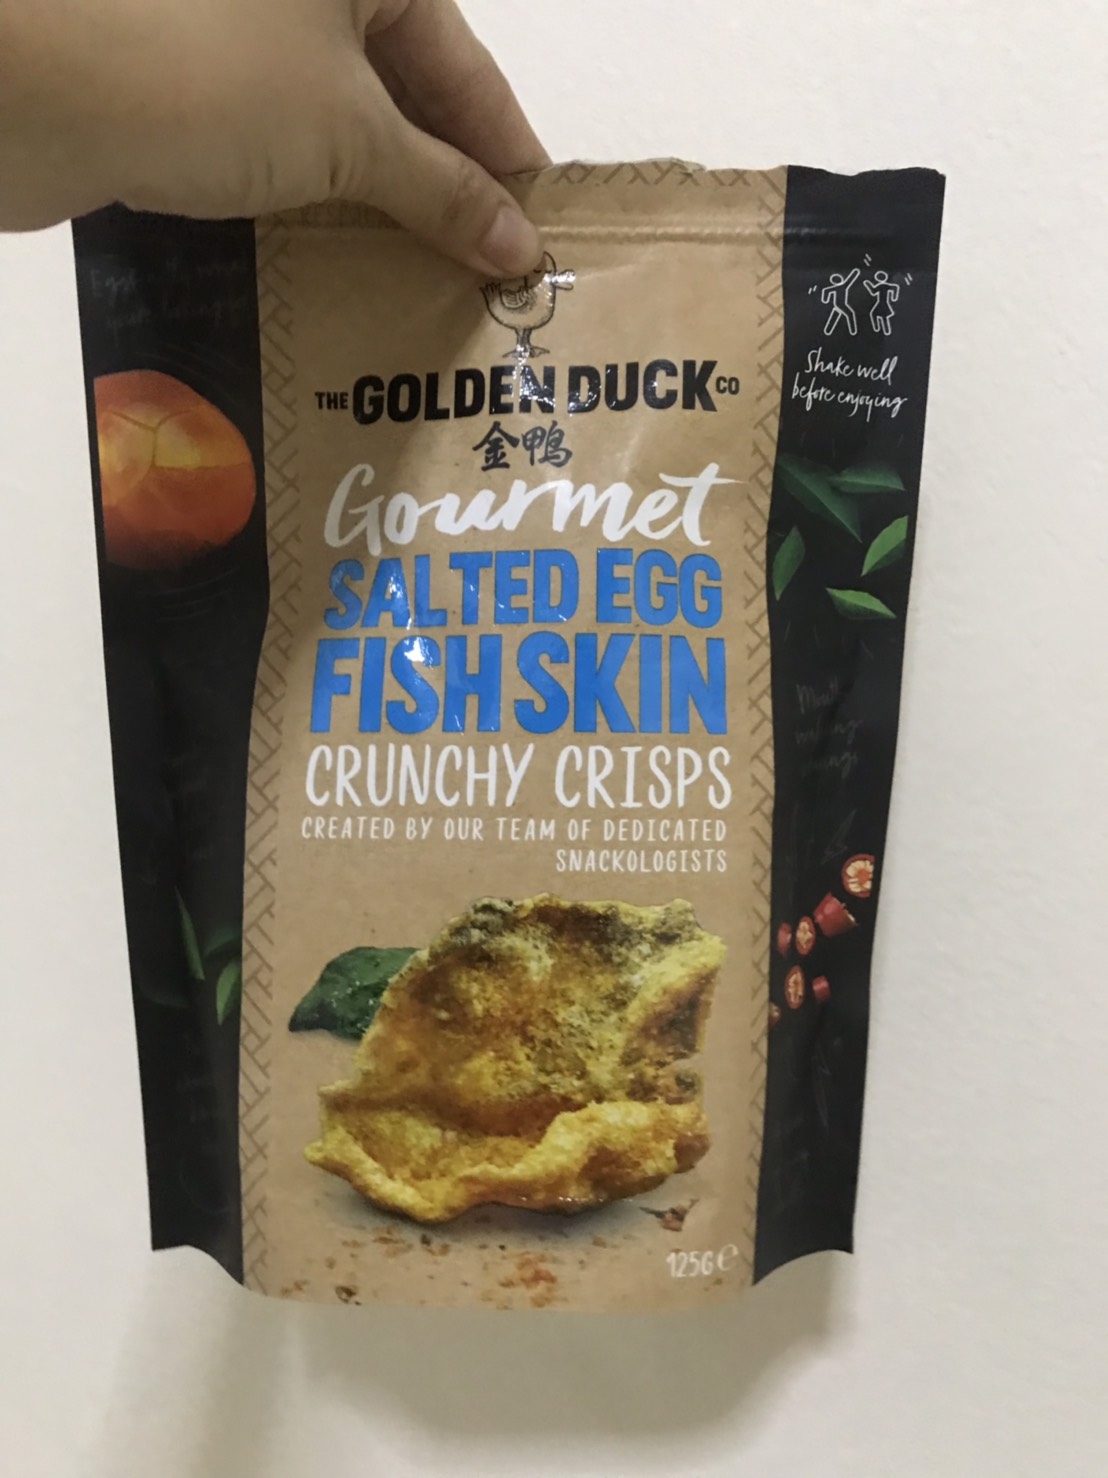 THE GOLDEN DUCK CO
金鴨
Gourmet
SALTED EGG
FISH SKIN
CRUNCHY CRISPS
CREATED BY OUR TEAM OF DEDICATED
SNACKOLOGISTS
125G e
Shake well
before enjoying